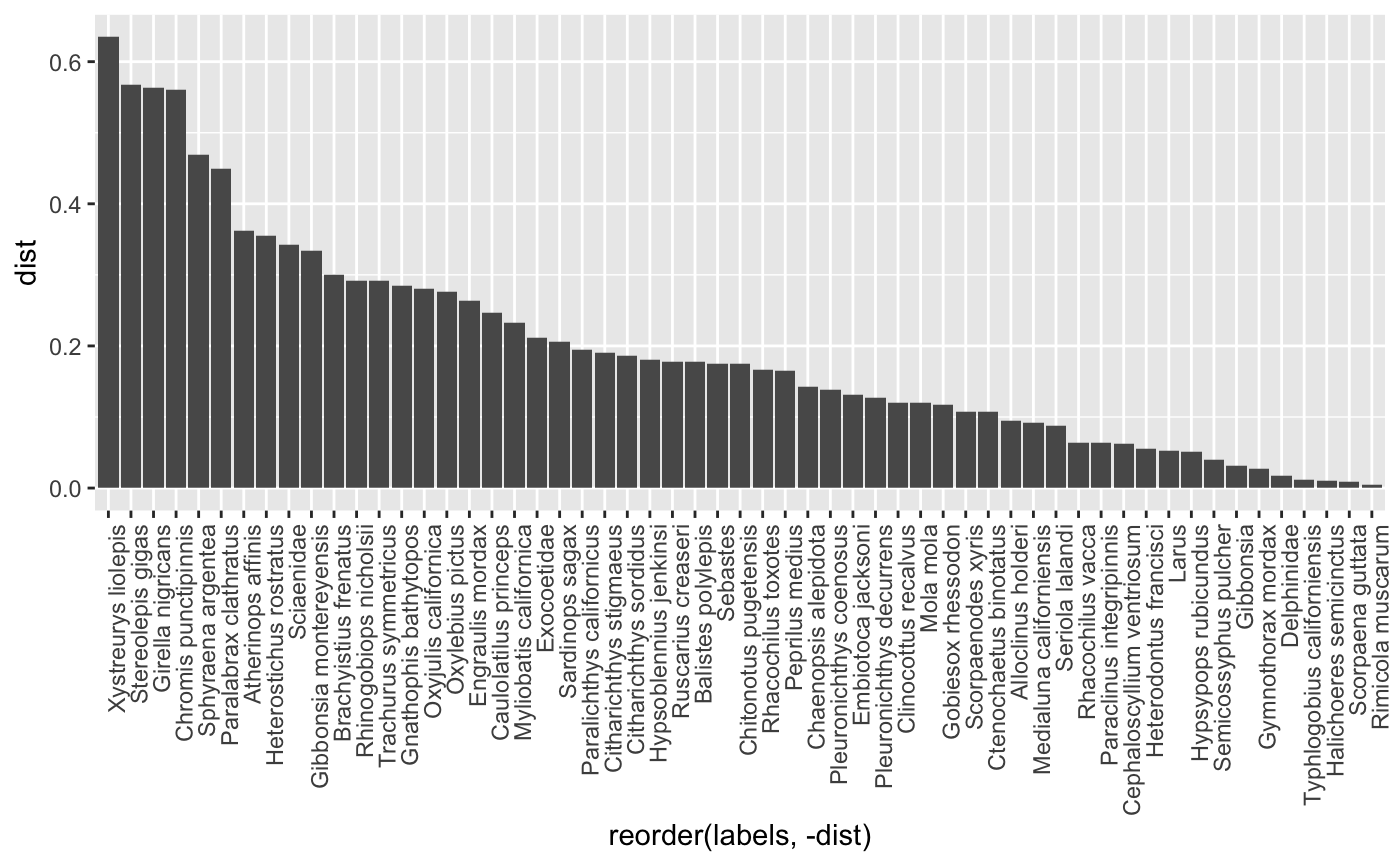 0.6
0.4
0.2
0.0
dist
Xystreurys liolepis
Stereolepis gigas
Girella nigricans
Chromis punctipinnis
Sphyraena argentea
Paralabrax clathratus
Atherinops affinis
Heterostichus rostratus
Sciaenidae
Gibbonsia montereyensis
Brachyistius frenatus
Rhinogobiops nicholsii
Trachurus symmetricus
Gnathophis bathytopos
Oxyjulis californica
Oxylebius pictus
Engraulis mordax
Caulolatilus princeps
Myliobatis californica
Exocoetidae
Sardinops sagax
Paralichthys californicus
Citharichthys stigmaeus
Citharichthys sordidus
Hypsoblennius jenkinsi
Ruscarius creaseri
Balistes polylepis
Sebastes
Chitonotus pugetensis
Rhacochilus toxotes
Peprilus medius
Chaenopsis alepidota
Pleuronichthys coenosus
Embiotoca jacksoni
Pleuronichthys decurrens
Clinocottus recalvus
Mola mola
Gobiesox rhessodon
Scorpaenodes xyris
Ctenochaetus binotatus
Alloclinus holderi
Medialuna californiensis
Seriola lalandi
Rhacochilus vacca
Paraclinus integripinnis
Cephaloscyllium ventriosum
Heterodontus francisci
Larus
Hypsypops rubicundus
Semicossyphus pulcher
Gibbonsia
Gymnothorax mordax
Delphinidae
Typhlogobius californiensis
Halichoeres semicinctus
Scorpaena guttata
Rimicola muscarum
reorder(labels, -dist)